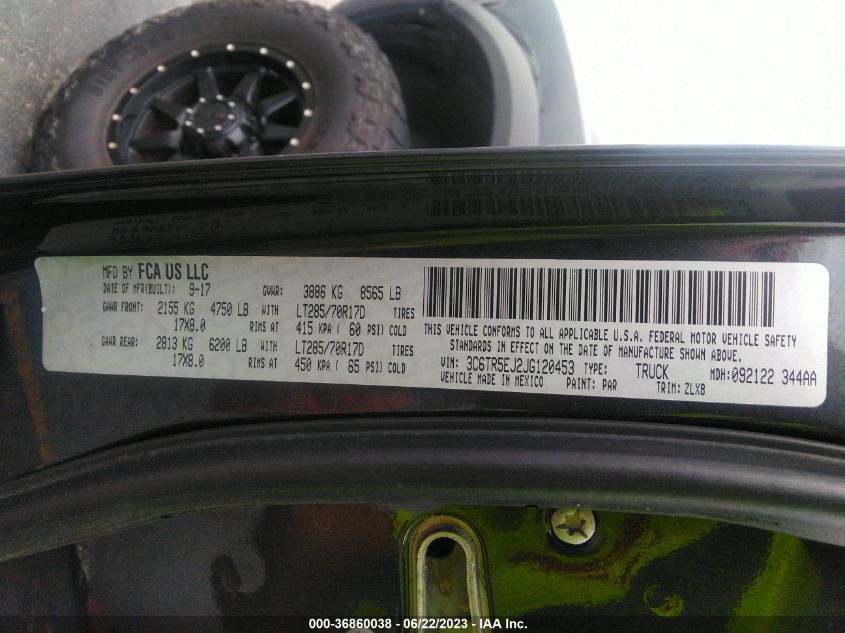 MFD BY FCA US LLC
DATE OF MFR(BUILT): 9-17 GVWR: 3886 KG 8565 LB
GAWR FRONT: 2155 KG 4750 LB WITH LT285/70R17D TIRES
17X8.0 RIMS AT 415 KPA ( 60 PSI) COLD
GAWR REAR: 2813 KG 6200 LB WITH LT285/70R17D TIRES
17X8.0 RIMS AT 450 KPA ( 65 PSI) COLD
THIS VEHICLE CONFORMS TO ALL APPLICABLE U.S.A. FEDERAL MOTOR VEHICLE SAFETY
STANDARDS IN EFFECT ON THE DATE OF MANUFACTURE SHOWN ABOVE.
VIN: 3C6TR5EJ2JG120453 TYPE: TRUCK MDH: 092122 344AA
VEHICLE MADE IN MEXICO PAINT: PAR TRIM: ZLX8
000-36860038 - 06/22/2023 - IAA Inc.